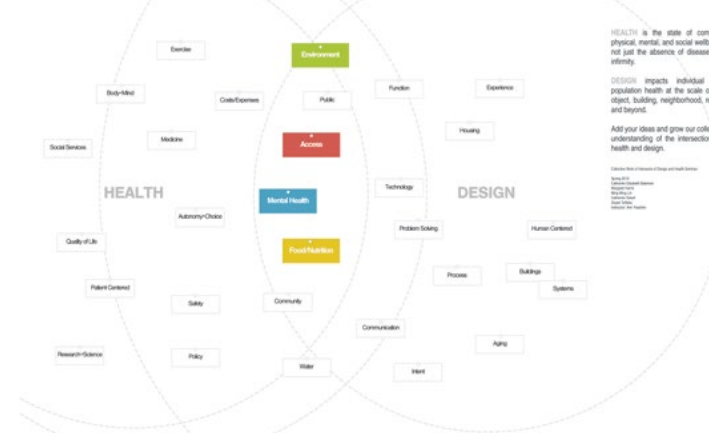 Exercise
Environment
Body+Mind
Costs/Expenses
Public
Function
Experience
Medicine
Access
Housing
Social Services
HEALTH
Mental Health
Technology
DESIGN
Autonomy+Choice
Quality of Life
Food/Nutrition
Problem Solving
Human Centered
Patient Centered
Safety
Community
Process
Buildings
Systems
Communication
Research+Science
Policy
Water
Aging
Intent
HEALTH is the state of com
physical, mental, and social wellb
not just the absence of disease
infirmity.
DESIGN impacts individual
population health at the scale o
object, building, neighborhood, r
and beyond.
Add your ideas and grow our colle
understanding of the intersection
health and design.